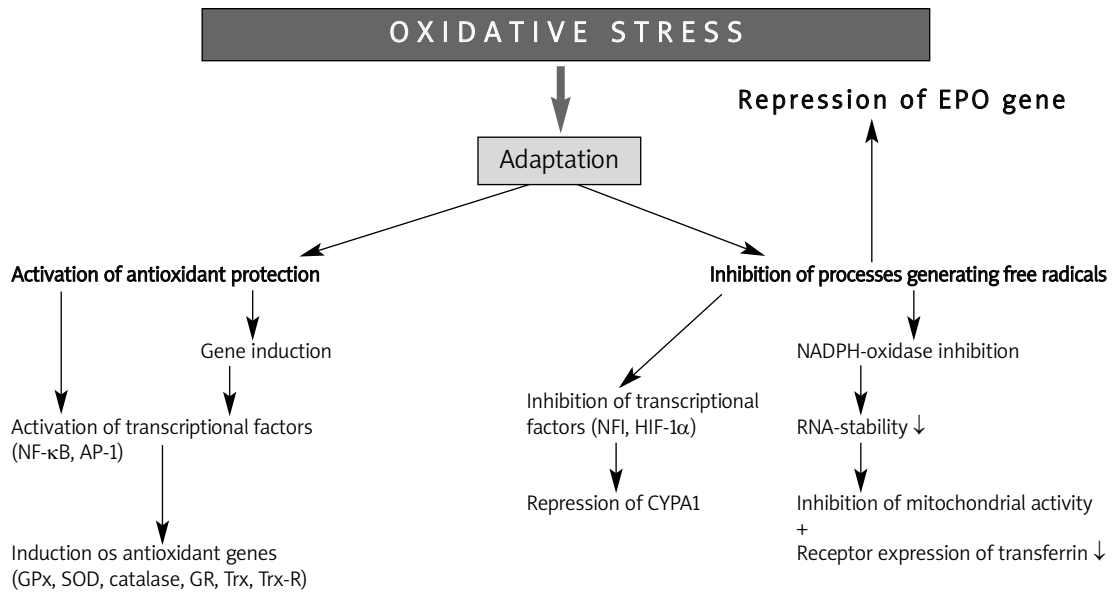 OXIDATIVE STRESS
Repression of EPO gene
Adaptation
Activation of antioxidant protection
Inhibition of processes generating free radicals
Gene induction
NADPH-oxidase inhibition
Inhibition of transcriptional
factors (NFI, HIF-1α)
Activation of transcriptional factors
(NF-κB, AP-1)
RNA-stability ↓
Repression of CYPA1
Inhibition of mitochondrial activity
+
Receptor expression of transferrin ↓
Induction os antioxidant genes
(GPx, SOD, catalase, GR, Trx, Trx-R)